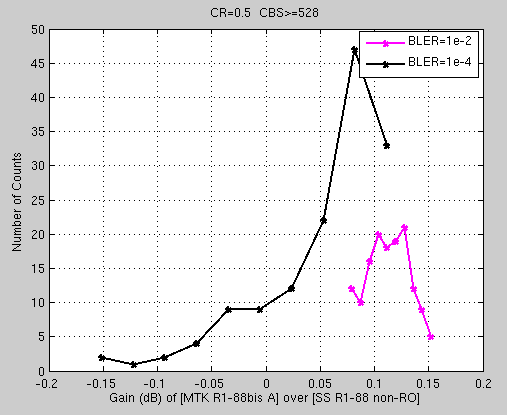 CR=0.5 CBS>=528
BLER=1e-2
BLER=1e-4
50
45
40
35
30
25
20
15
10
5
0
Number of Counts
-0.2 -0.15 -0.1 -0.05 0 0.05 0.1 0.15 0.2
Gain (dB) of [MTK R1-88bis A] over [SS R1-88 non-RO]